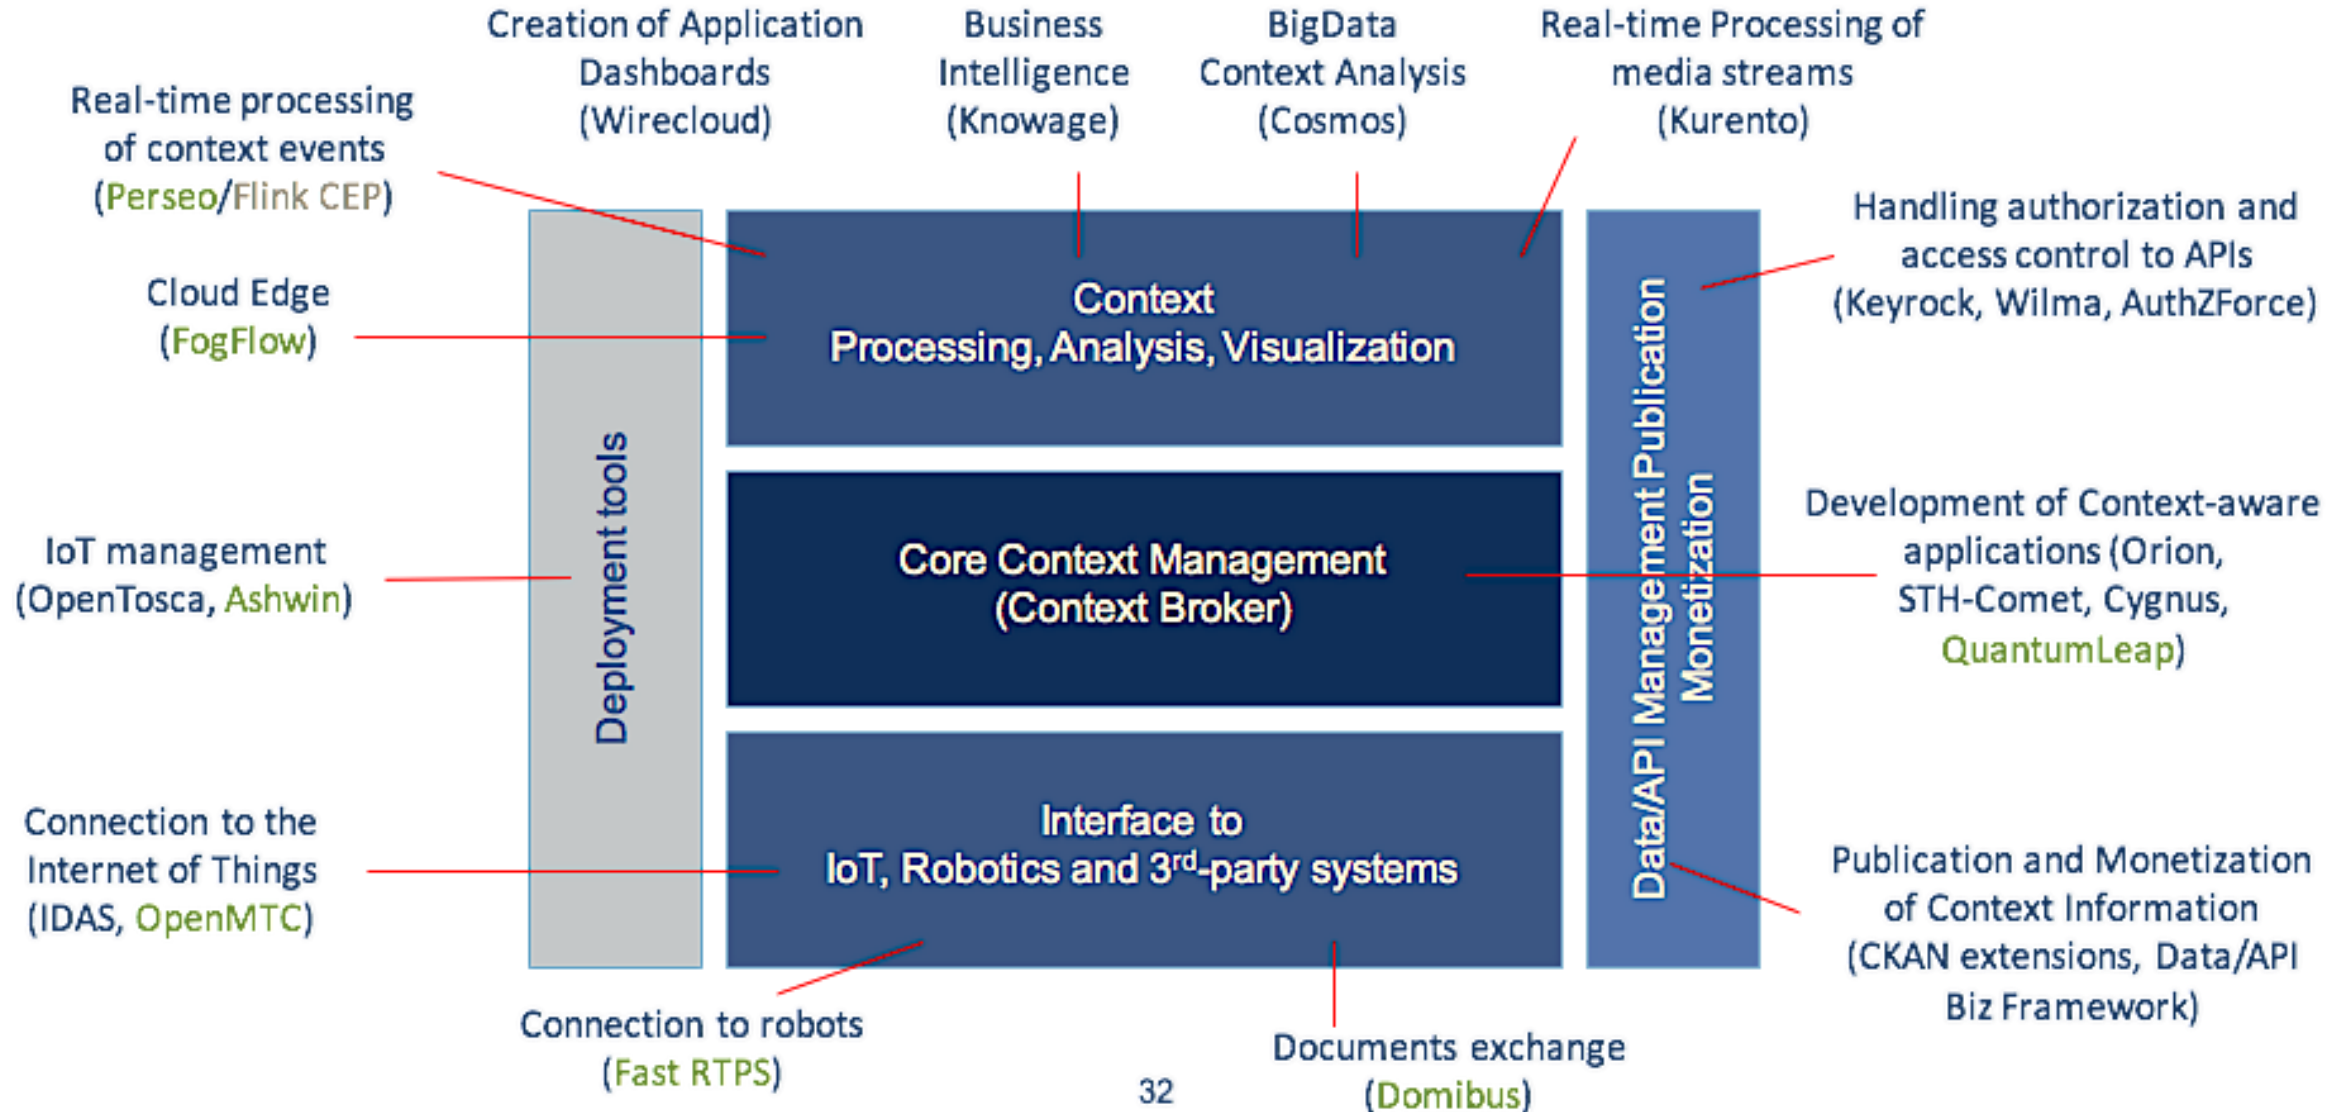 Creation of Application
Dashboards
(Wirecloud)
Business
Intelligence
(Knowage)
BigData
Context Analysis
(Cosmos)
Real-time Processing of
media streams
(Kurento)
Real-time processing
of context events
(Perseo/Flink CEP)
Cloud Edge
(FogFlow)
IoT management
(OpenTosca, Ashwin)
Connection to the
Internet of Things
(IDAS, OpenMTC)
Deployment tools
Context
Processing, Analysis, Visualization
Core Context Management
(Context Broker)
Interface to
IoT, Robotics and 3rd-party systems
Data/API Management Publication
Monetization
Handling authorization and
access control to APIs
(Keyrock, Wilma, AuthZForce)
Development of Context-aware
applications (Orion,
STH-Comet, Cygnus,
QuantumLeap)
Publication and Monetization
of Context Information
(CKAN extensions, Data/API
Biz Framework)
Connection to robots
(Fast RTPS)
Documents exchange
(Domibus)
32